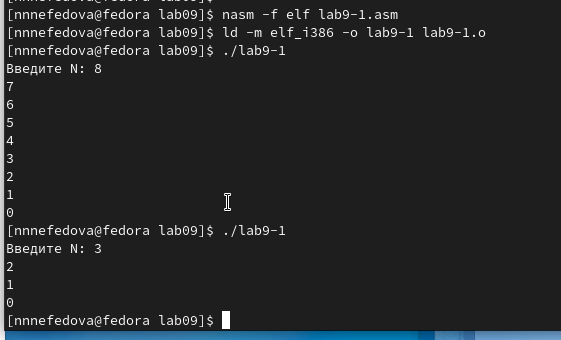 [nnnefedova@fedora lab09]$ nasm -f elf lab9-1.asm
[nnnefedova@fedora lab09]$ ld -m elf_i386 -o lab9-1 lab9-1.o
[nnnefedova@fedora lab09]$ ./lab9-1
Введите N: 8
7
6
5
4
3
2
1
0
[nnnefedova@fedora lab09]$ ./lab9-1
Введите N: 3
2
1
0
[nnnefedova@fedora lab09]$